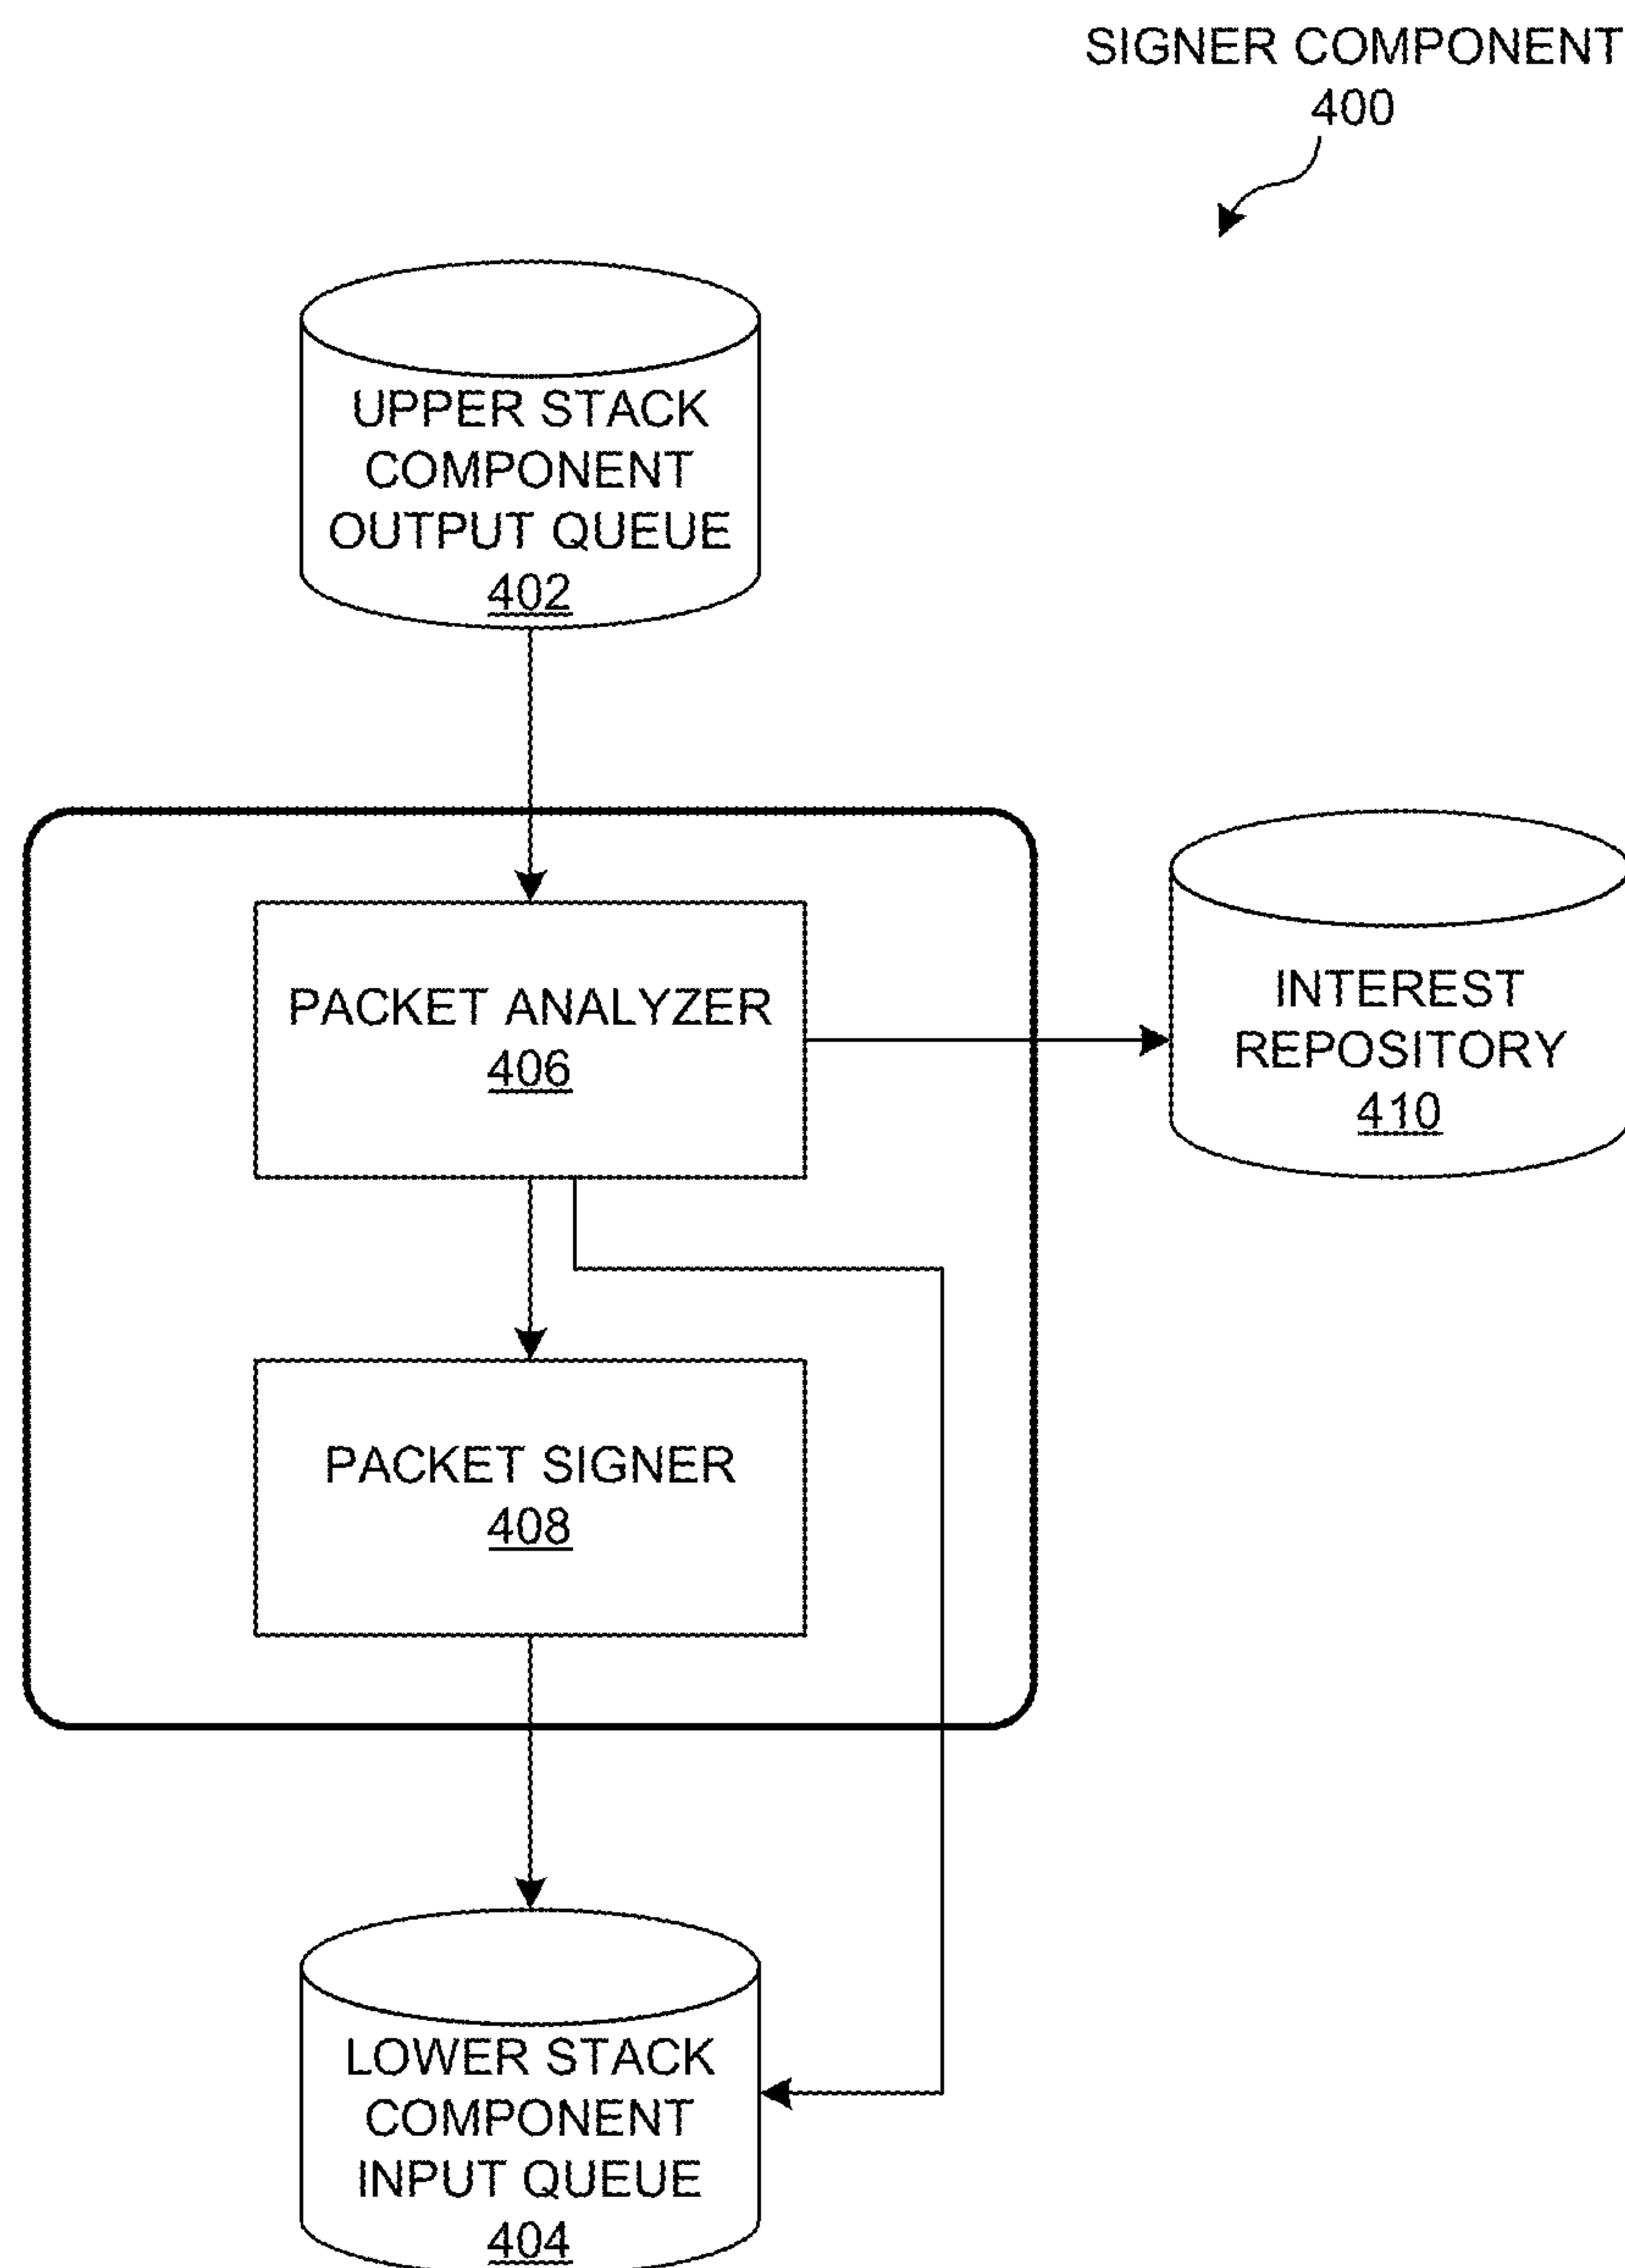 SIGNER COMPONENT
400
UPPER STACK
COMPONENT
OUTPUT QUEUE
402
PACKET ANALYZER
406
INTEREST
REPOSITORY
410
PACKET SIGNER
408
LOWER STACK
COMPONENT
INPUT QUEUE
404